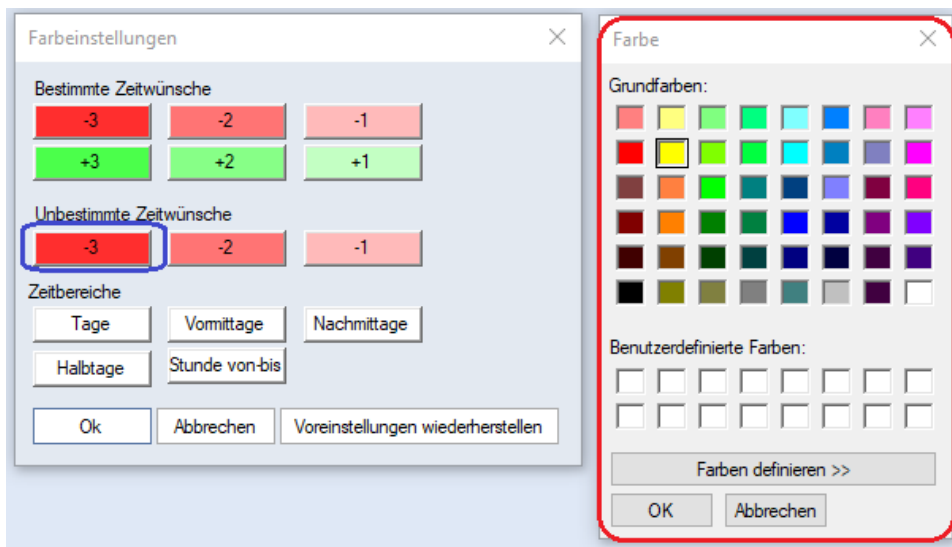 Farbeinstellungen
Bestimmte Zeitwünsche
-3 -2 -1
+3 +2 +1
Unbestimmte Zeitwünsche
-3 -2 -1
Zeitbereiche
Tage Vormittage Nachmittage
Halbtage Stunde von-bis
Ok Abbrechen Voreinstellungen wiederherstellen
Farbe
Grundfarben:
Benutzerdefinierte Farben:
Farben definieren >>
OK Abbrechen